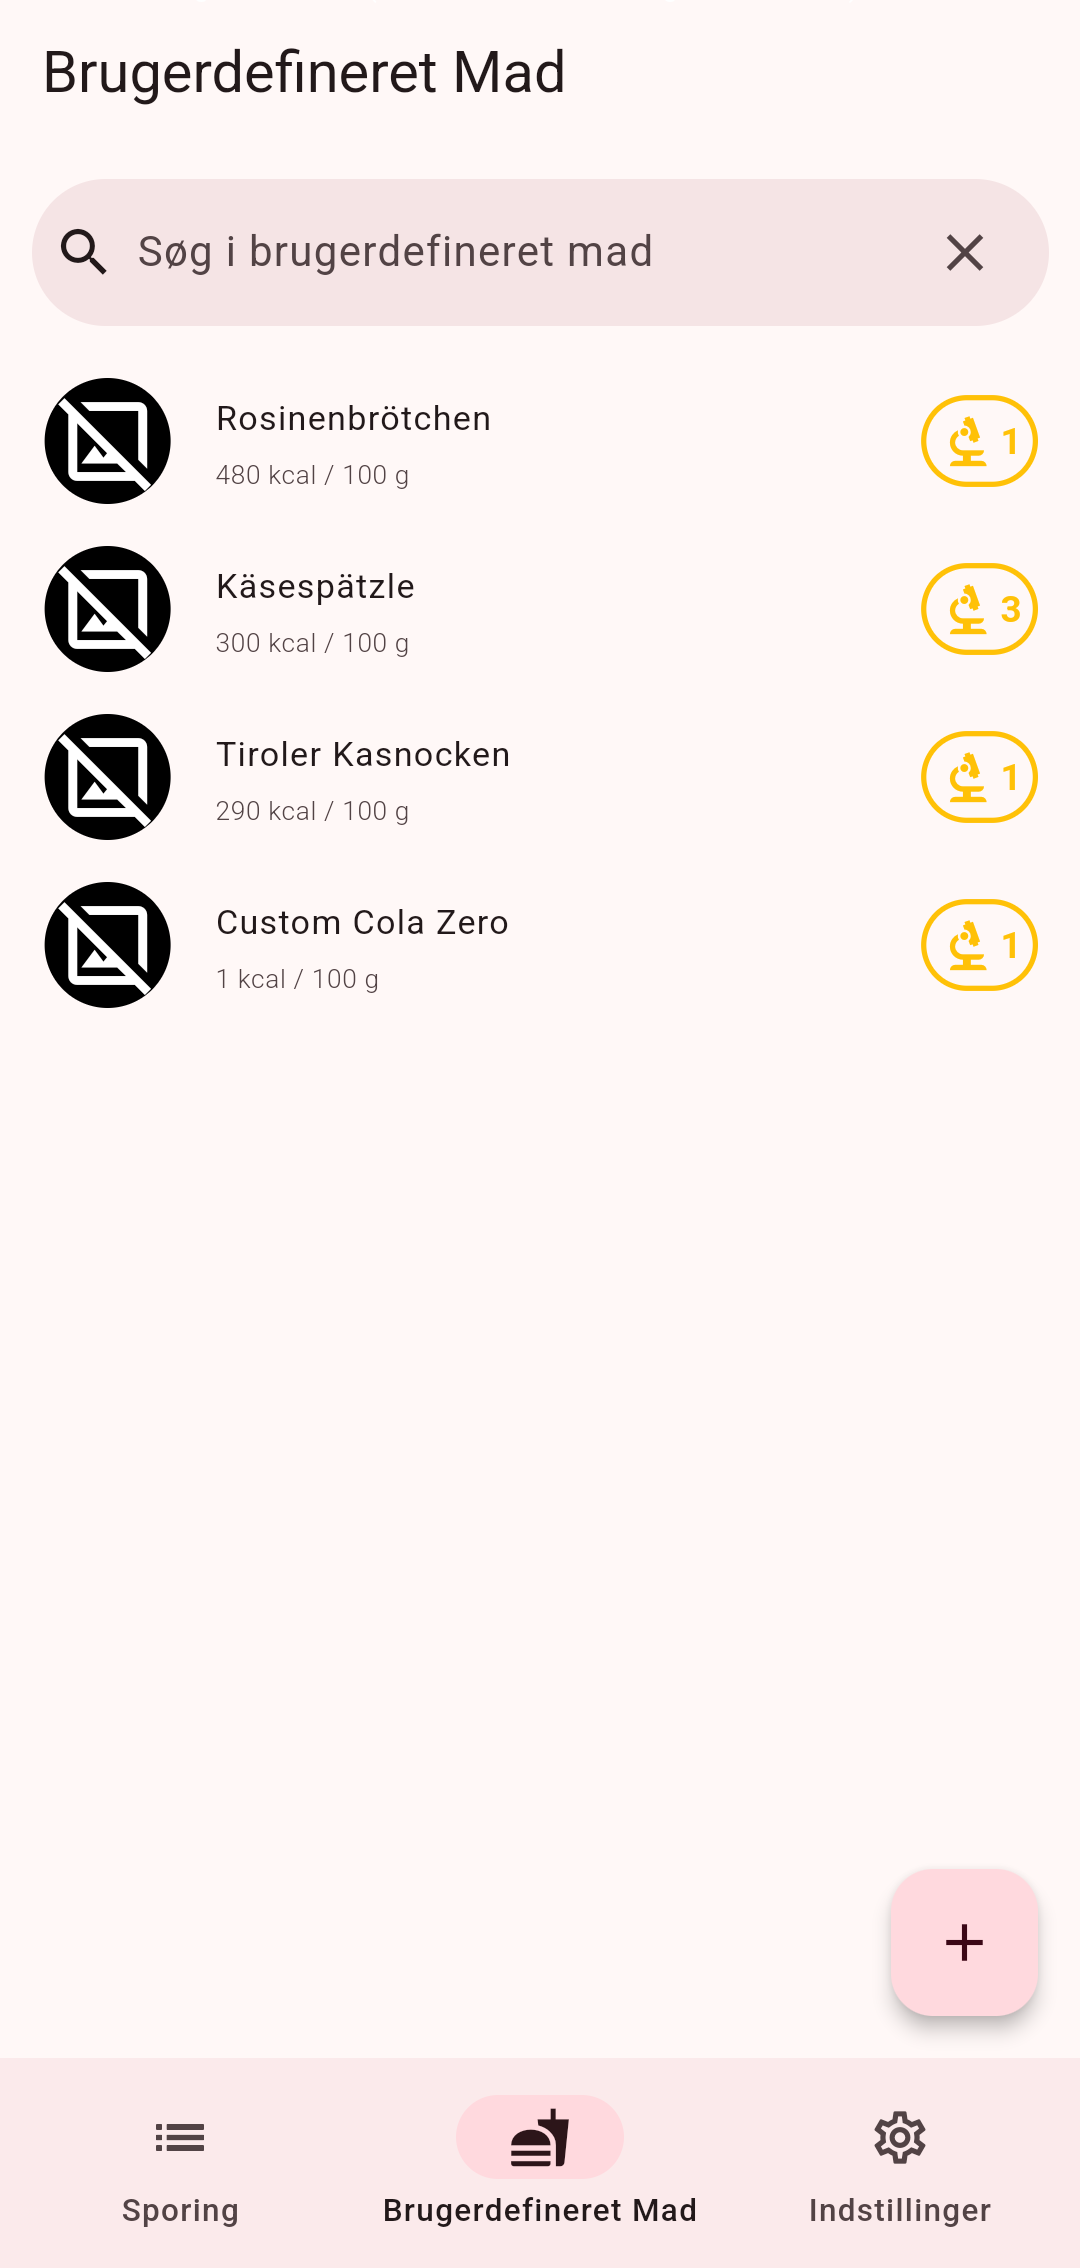 Brugerdefineret Mad
Søg i brugerdefineret mad
Rosinenbrötchen
480 kcal / 100 g
1
Käsespätzle
300 kcal / 100 g
3
Tiroler Kasnocken
290 kcal / 100 g
1
Custom Cola Zero
1 kcal / 100 g
1
Sporing
Brugerdefineret Mad
Indstillinger